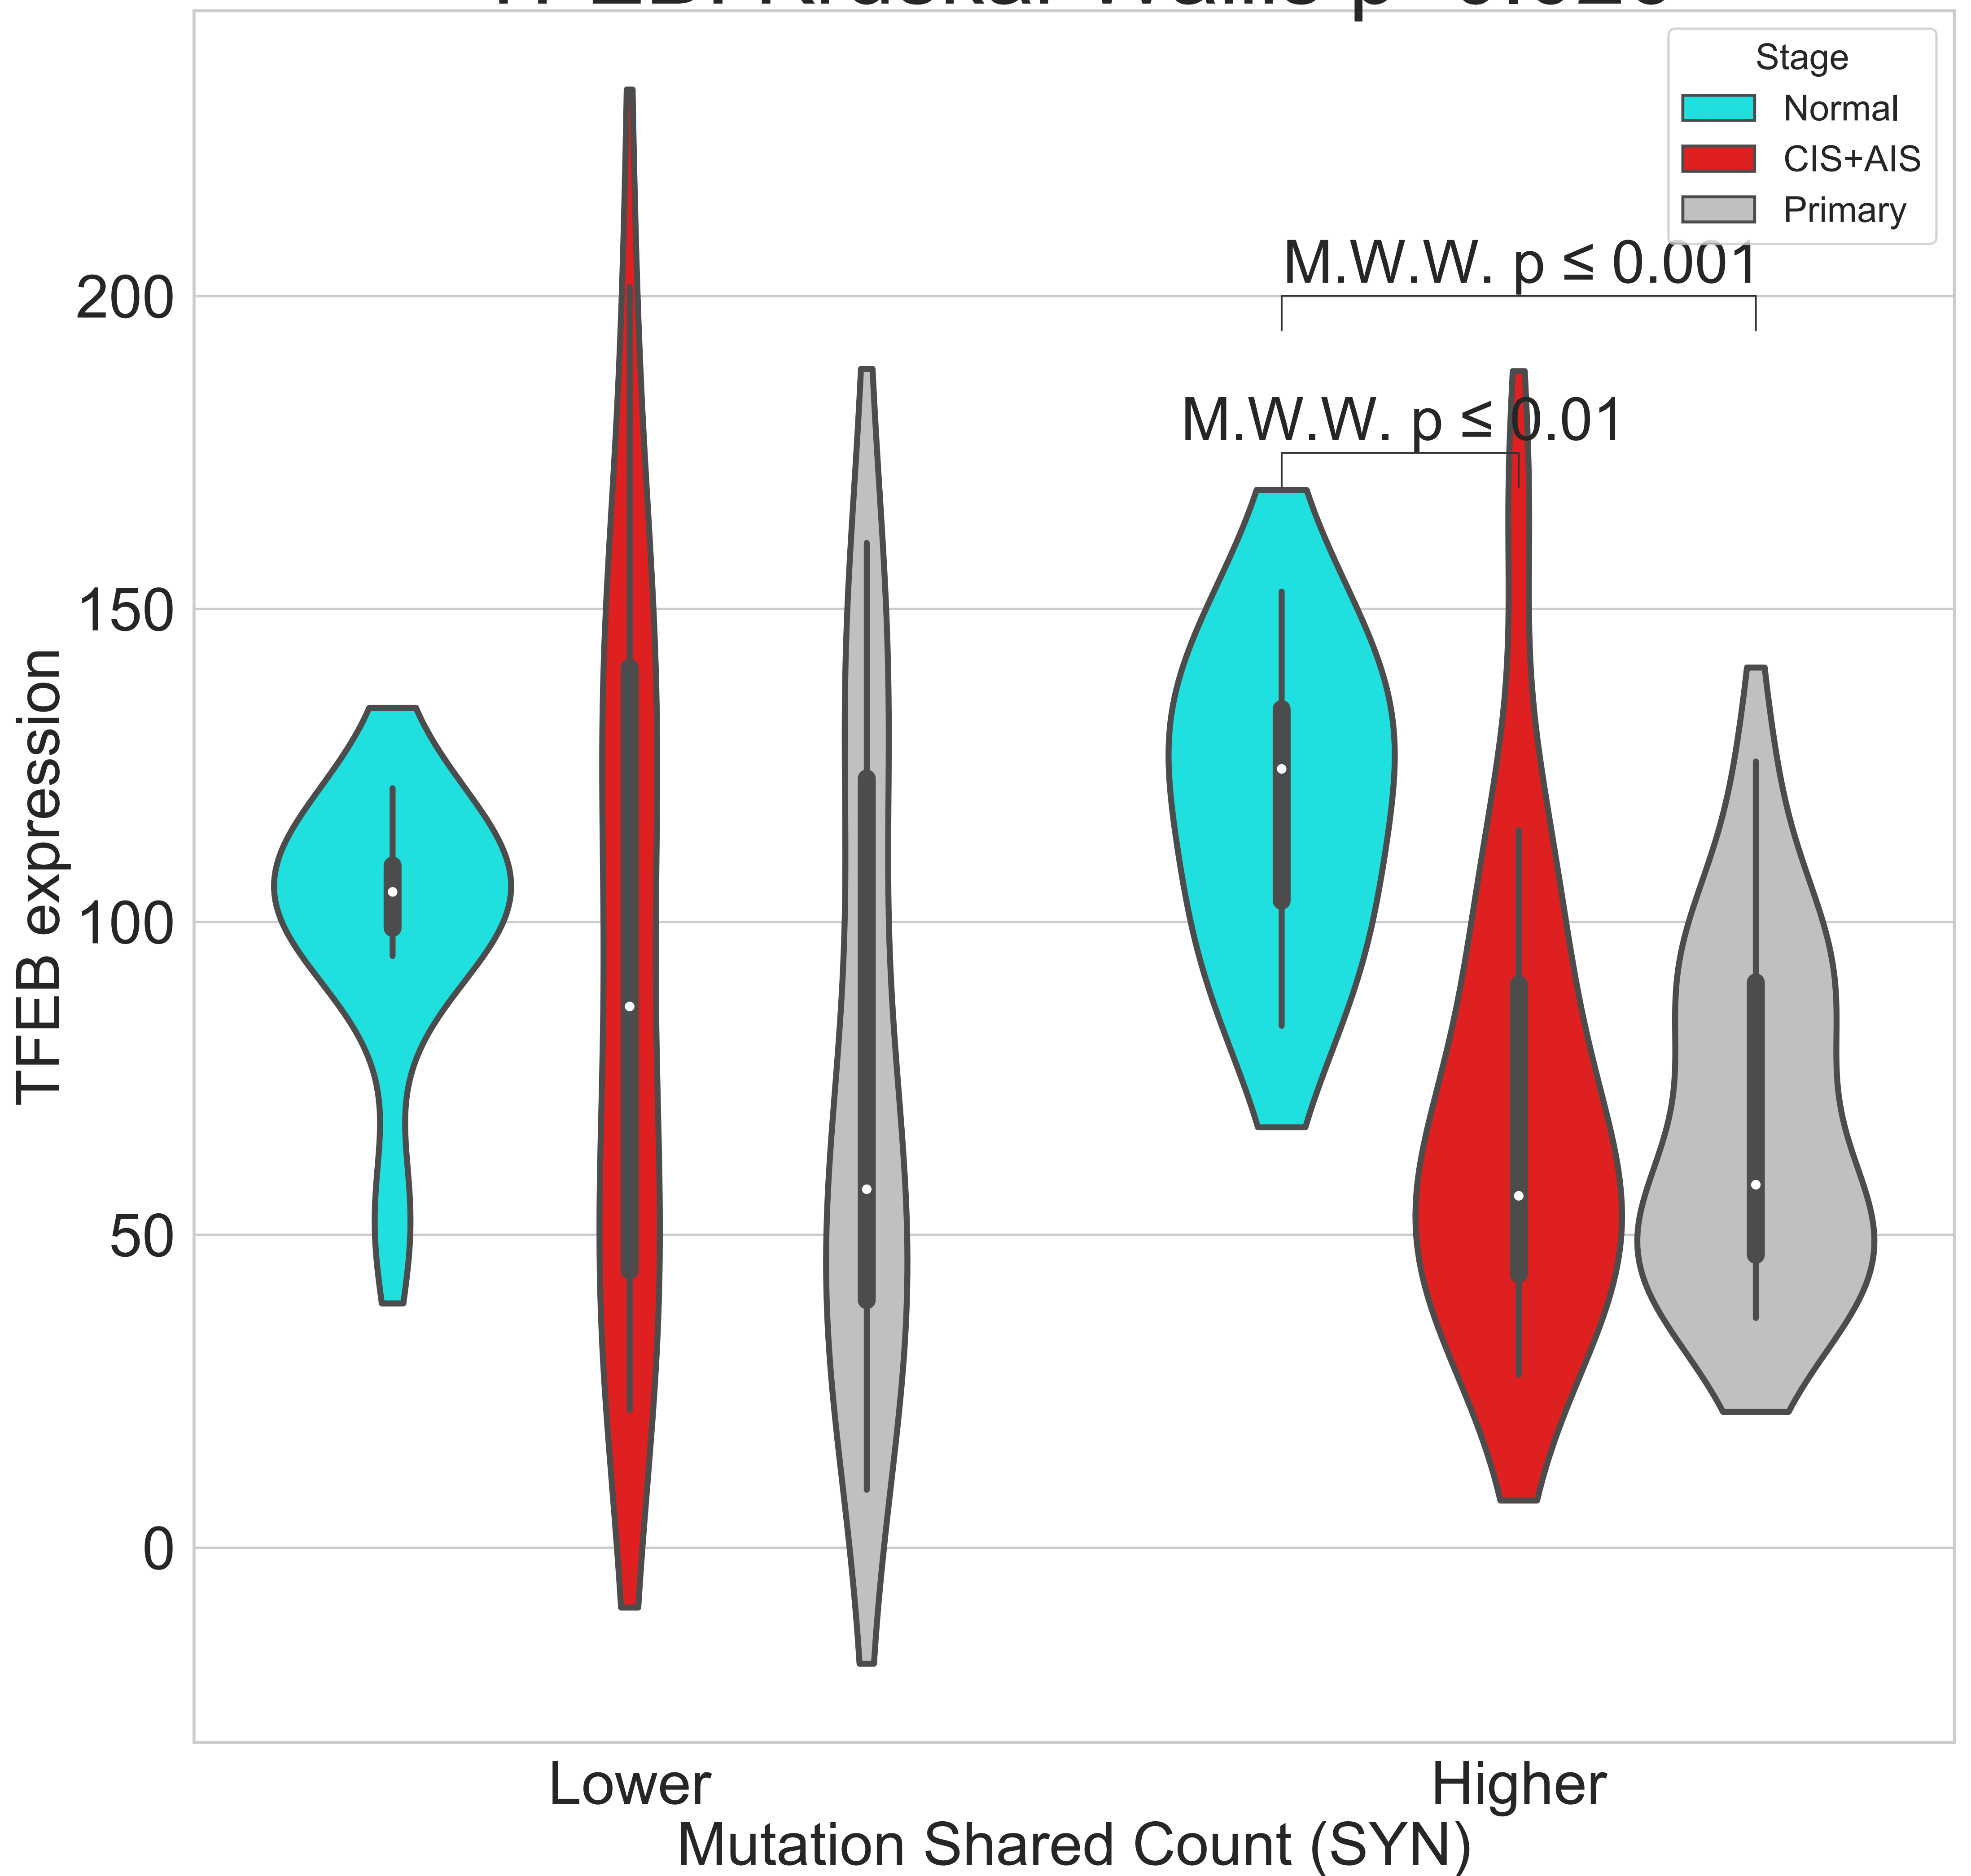 Stage
Normal
CIS+AIS
Primary
M.W.W. p ≤ 0.001
M.W.W. p ≤ 0.01
200
150
100
50
0
TFEB expression
Lower
Higher
Mutation Shared Count (SYN)